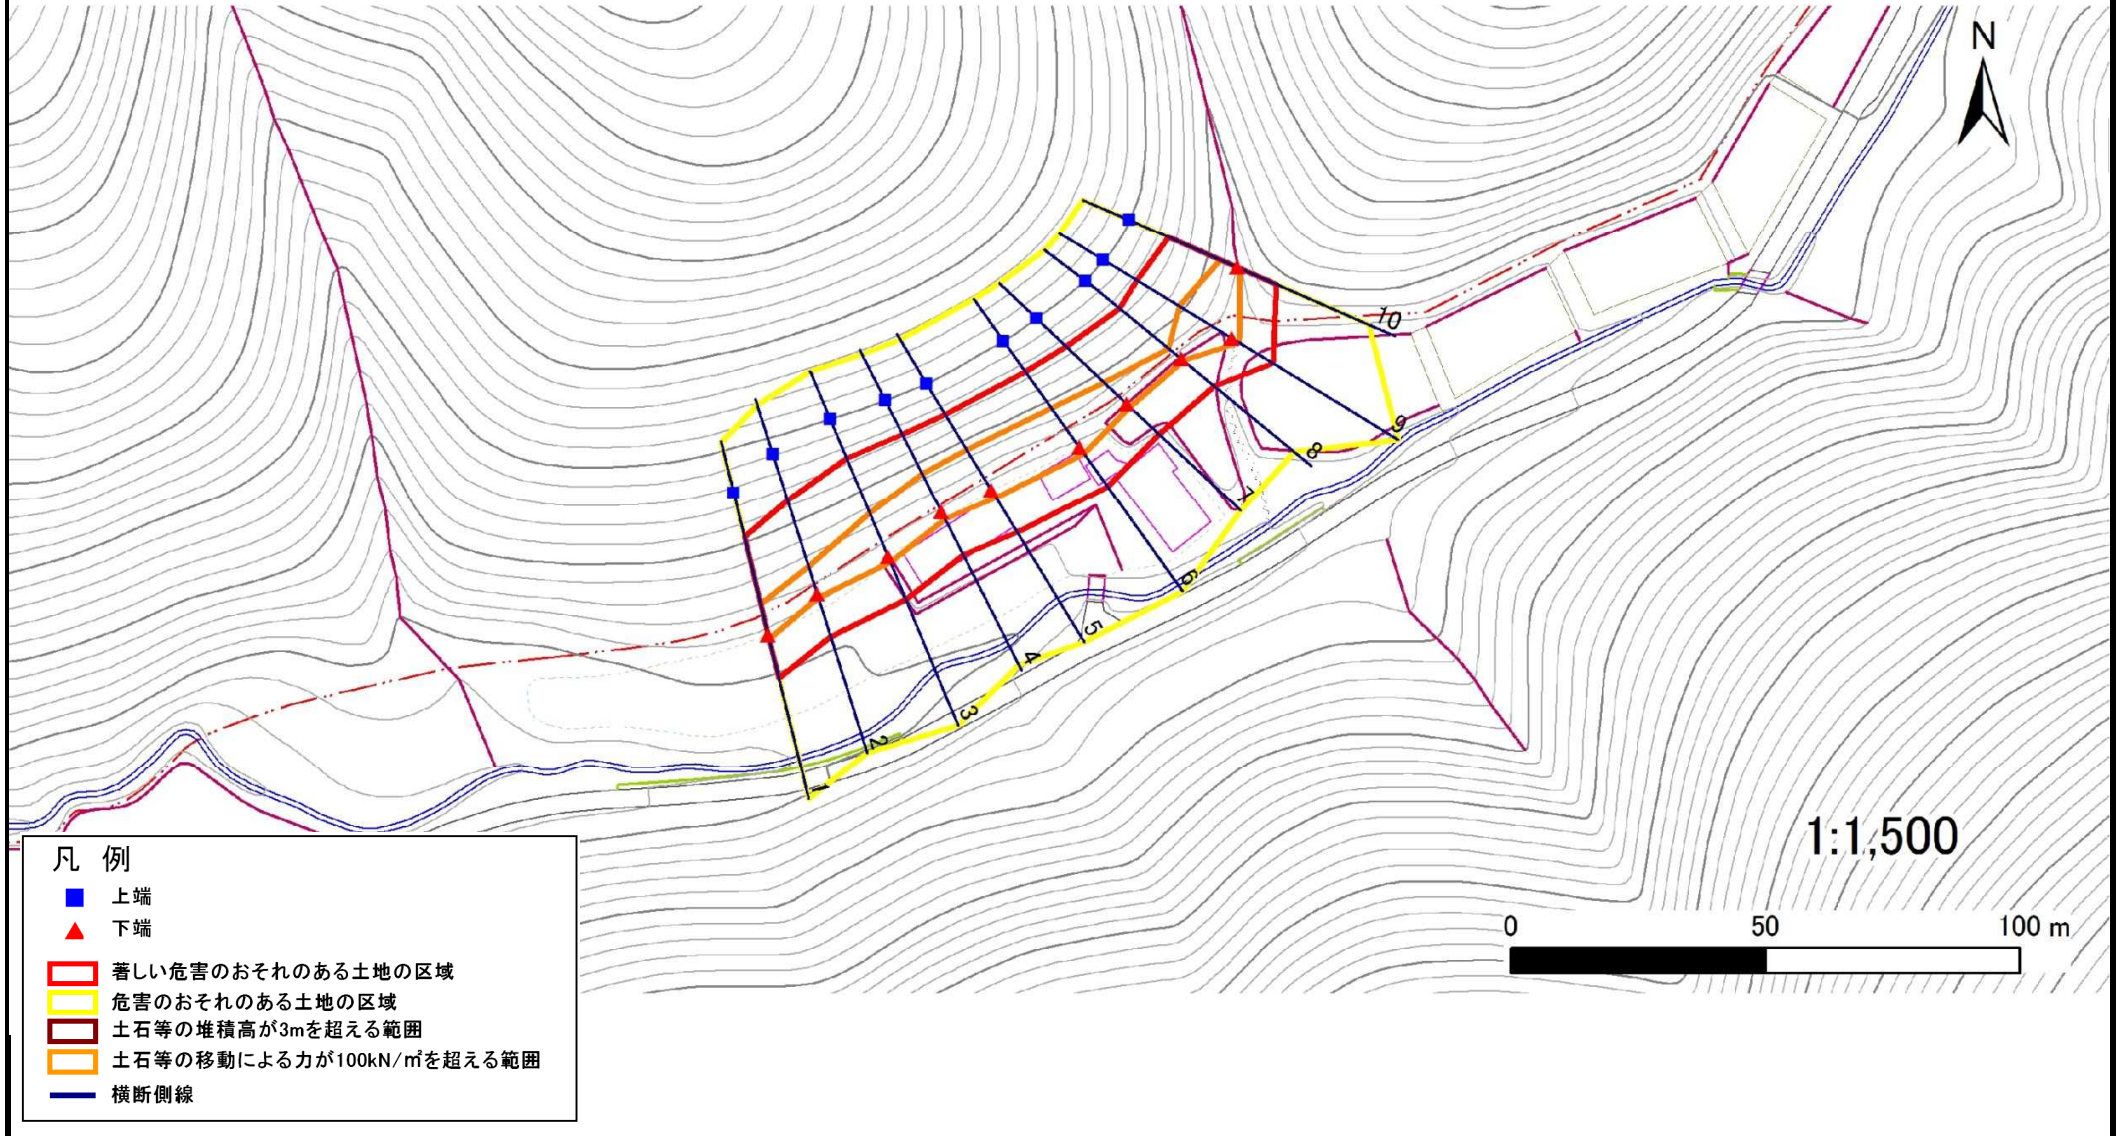 N
10
9
8
7
6
5
4
3
2
1
1:1,500
0 50 100 m
凡 例
上端
下端
著しい危害のおそれのある土地の区域
危害のおそれのある土地の区域
土石等の堆積高が3mを超える範囲
土石等の移動による力が100kN/㎡を超える範囲
横断側線